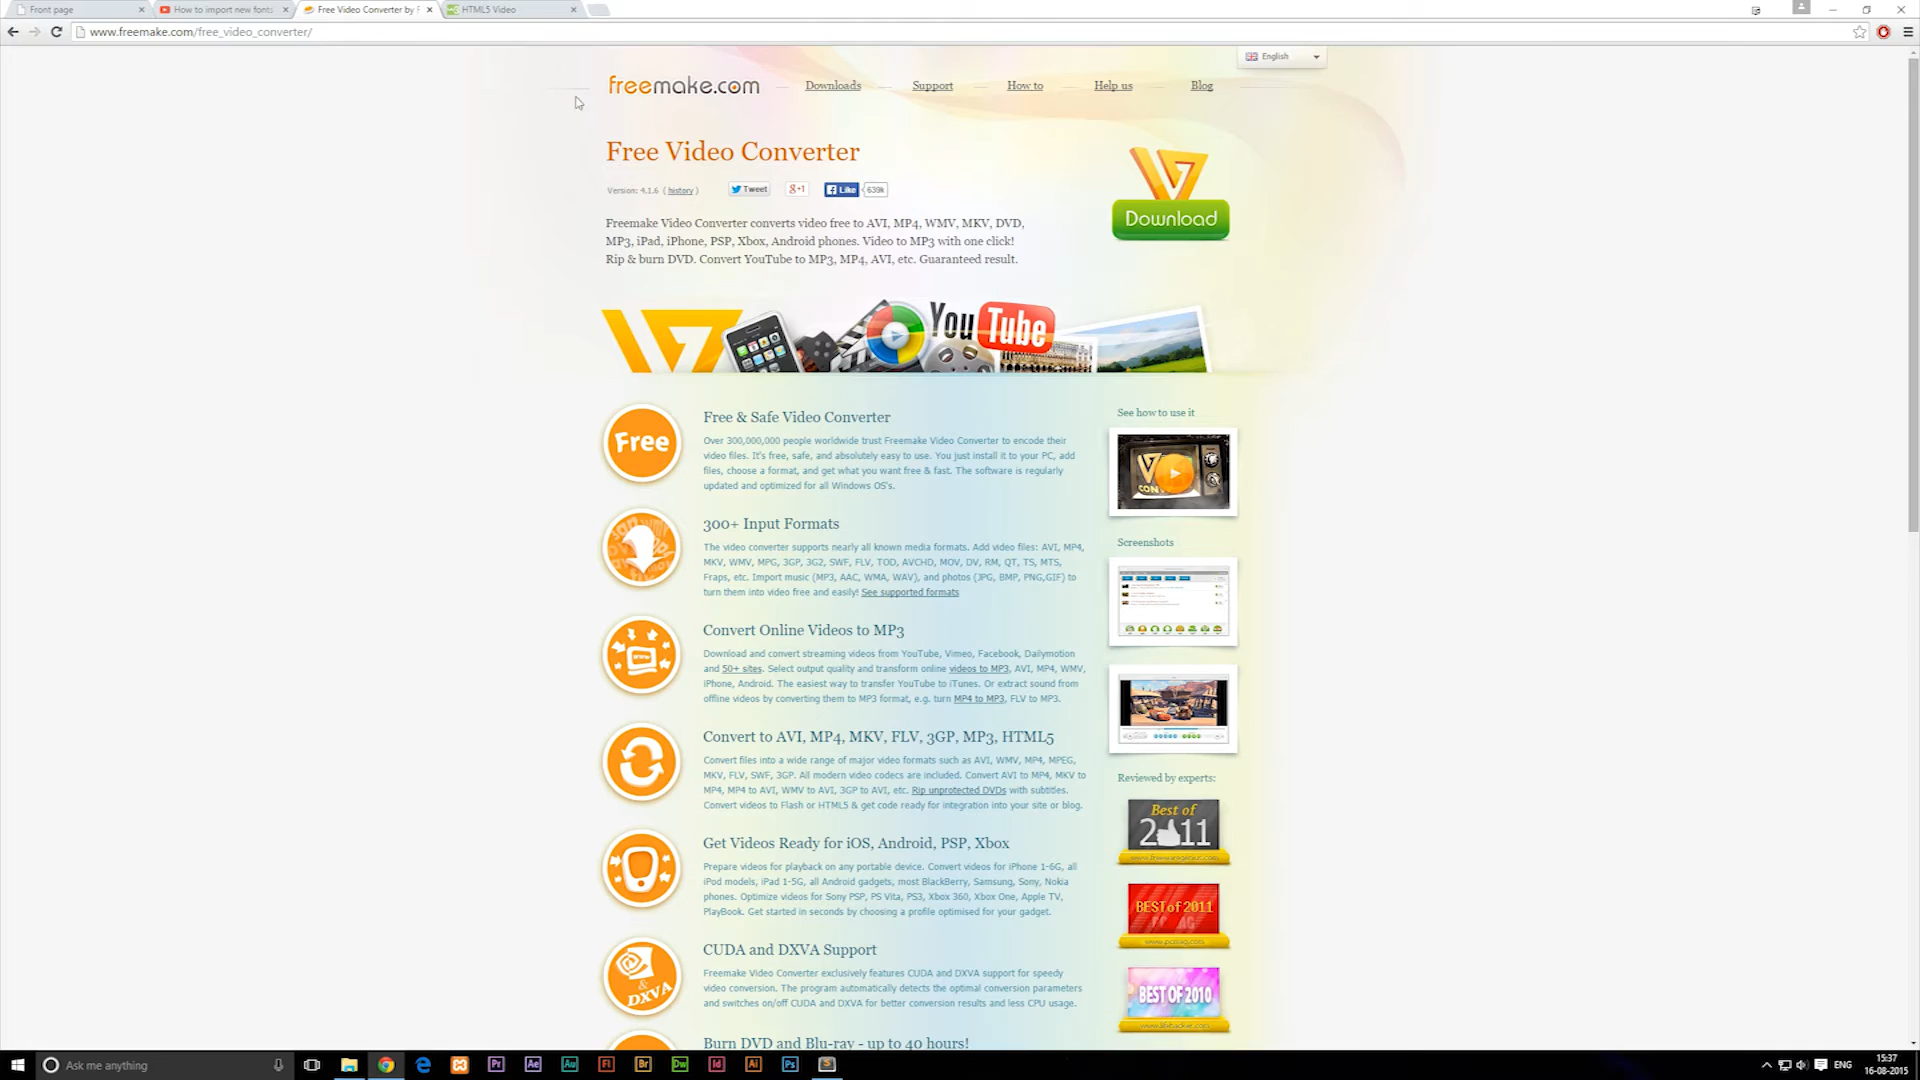 Front page
How to import new fonts
Free Video Converter by F
HTML5 Video
www.freemake.com/free_video_converter/
English
freemake.com
Downloads
Support
How to
Help us
Blog
Free Video Converter
Version: 4.1.6 ( history )
Tweet
g+1
Like
639k
Download
Freemake Video Converter converts video free to AVI, MP4, WMV, MKV, DVD,
MP3, iPad, iPhone, PSP, Xbox, Android phones. Video to MP3 with one click!
Rip & burn DVD. Convert YouTube to MP3, MP4, AVI, etc. Guaranteed result.
You Tube
Free
Free & Safe Video Converter
Over 300,000,000 people worldwide trust Freemake Video Converter to encode their
video files. It's free, safe, and absolutely easy to use. You just install it to your PC, add
files, choose a format, and get what you want free & fast. The software is regularly
updated and optimized for all Windows OS's.
300+ Input Formats
The video converter supports nearly all known media formats. Add video files: AVI, MP4,
MKV, WMV, MPG, 3GP, 3G2, SWF, FLV, TOD, AVCHD, MOV, DV, RM, QT, TS, MTS,
Fraps, etc. Import music (MP3, AAC, WMA, WAV), and photos (JPG, BMP, PNG,GIF) to
turn them into video free and easily! See supported formats
www
Convert Online Videos to MP3
Download and convert streaming videos from YouTube, Vimeo, Facebook, Dailymotion
and 50+ sites. Select output quality and transform online videos to MP3, AVI, MP4, WMV,
iPhone, Android. The easiest way to transfer YouTube to iTunes. Or extract sound from
offline videos by converting them to MP3 format, e.g. turn MP4 to MP3, FLV to MP3.
Convert to AVI, MP4, MKV, FLV, 3GP, MP3, HTML5
Convert files into a wide range of major video formats such as AVI, WMV, MP4, MPEG,
MKV, FLV, SWF, 3GP. All modern video codecs are included. Convert AVI to MP4, MKV to
MP4, MP4 to AVI, WMV to AVI, 3GP to AVI, etc. Rip unprotected DVDs with subtitles.
Convert videos to Flash or HTML5 & get code ready for integration into your site or blog.
Get Videos Ready for iOS, Android, PSP, Xbox
Prepare videos for playback on any portable device. Convert videos for iPhone 1-6G, all
iPod models, iPad 1-5G, all Android gadgets, most BlackBerry, Samsung, Sony, Nokia
phones. Optimize videos for Sony PSP, PS Vita, PS3, Xbox 360, Xbox One, Apple TV,
PlayBook. Get started in seconds by choosing a profile optimised for your gadget.
& DXVA
CUDA and DXVA Support
Freemake Video Converter exclusively features CUDA and DXVA support for speedy
video conversion. The program automatically detects the optimal conversion parameters
and switches on/off CUDA and DXVA for better conversion results and less CPU usage.
Burn DVD and Blu-ray - up to 40 hours!
See how to use it
Screenshots
Reviewed by experts:
Best of
2011
BEST of 2011
BEST OF 2010
Ask me anything
Pr
Ae
Au
Fl
Br
Dw
Id
Ai
Ps
ENG
15:37
16-08-2015